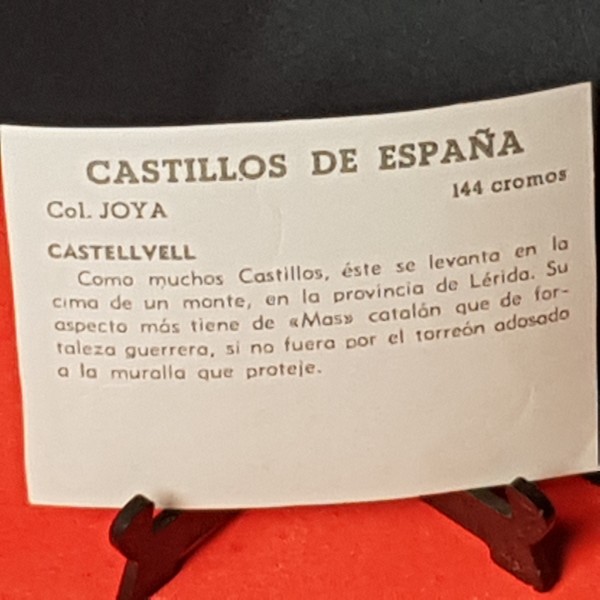 CASTILLOS DE ESPAÑA
144 cromos
Col. JOYA
CASTELLVELL
Como muchos Castillos, éste se levanta en la
cima de un monte, en la provincia de Lérida. Su
aspecto más tiene de «Mas» catalán que de for-
taleza guerrera, si no fuera por el torreón adosado
a la muralla que proteje.